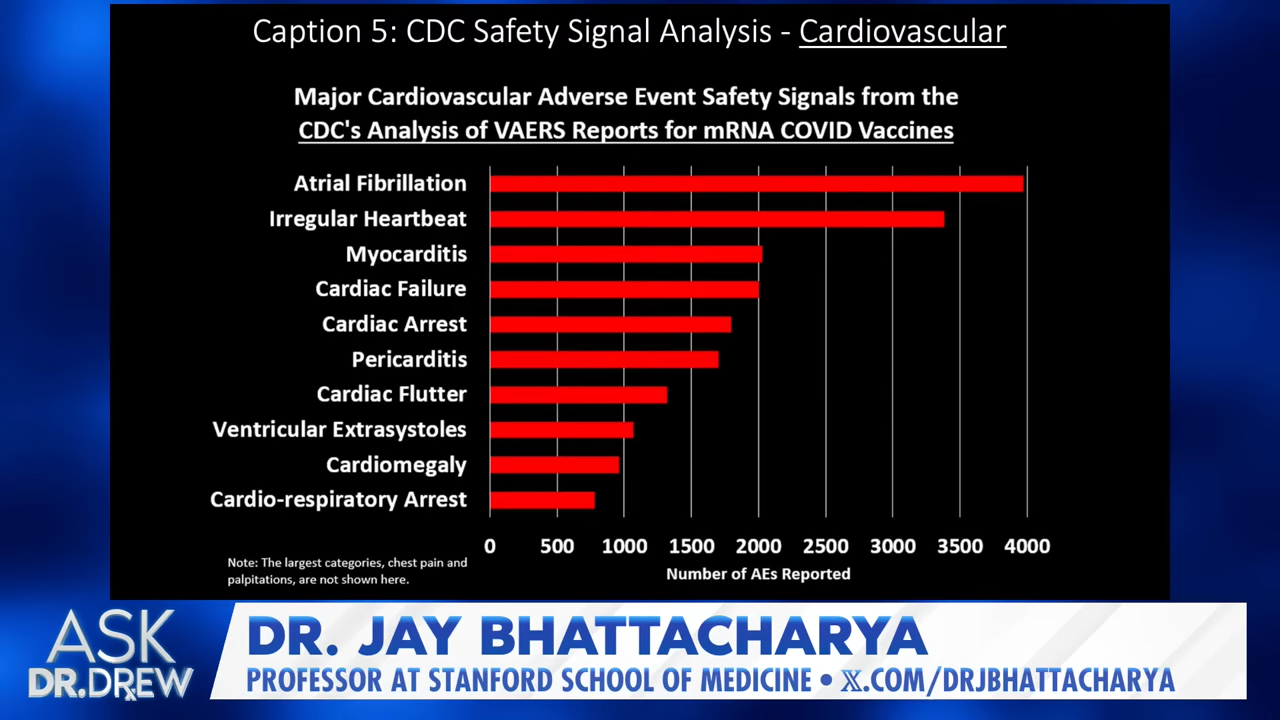 Caption 5: CDC Safety Signal Analysis - Cardiovascular
Major Cardiovascular Adverse Event Safety Signals from the
CDC's Analysis of VAERS Reports for mRNA COVID Vaccines
Atrial Fibrillation
Irregular Heartbeat
Myocarditis
Cardiac Failure
Cardiac Arrest
Pericarditis
Cardiac Flutter
Ventricular Extrasystoles
Cardiomegaly
Cardio-respiratory Arrest
0 500 1000 1500 2000 2500 3000 3500 4000
Number of AEs Reported
Note: The largest categories, chest pain and
palpitations, are not shown here.
ASK
DR.DREW
DR. JAY BHATTACHARYA
PROFESSOR AT STANFORD SCHOOL OF MEDICINE • 𝕏.COM/DRJBHATTACHARYA